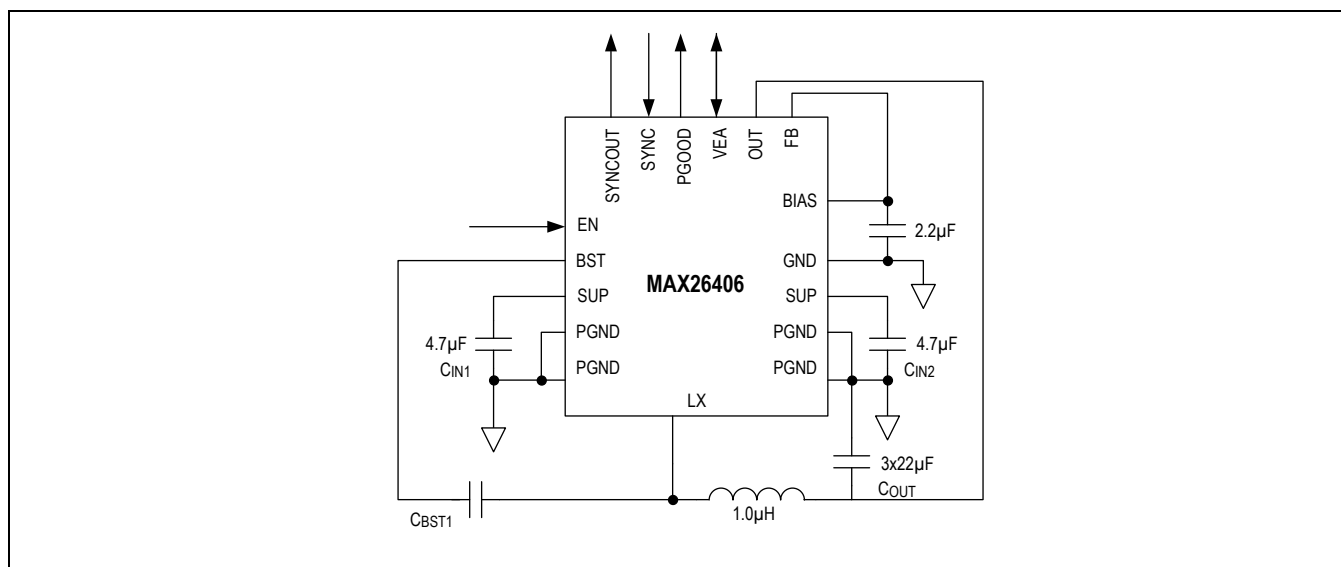 SYNCOUT
SYNC
PGOOD
VEA
OUT
FB
BIAS
2.2µF
EN
BST
GND
MAX26406
SUP
SUP
4.7µF
CIN1
PGND
PGND
4.7µF
CIN2
PGND
PGND
LX
3x22µF
COUT
CBST1
1.0µH